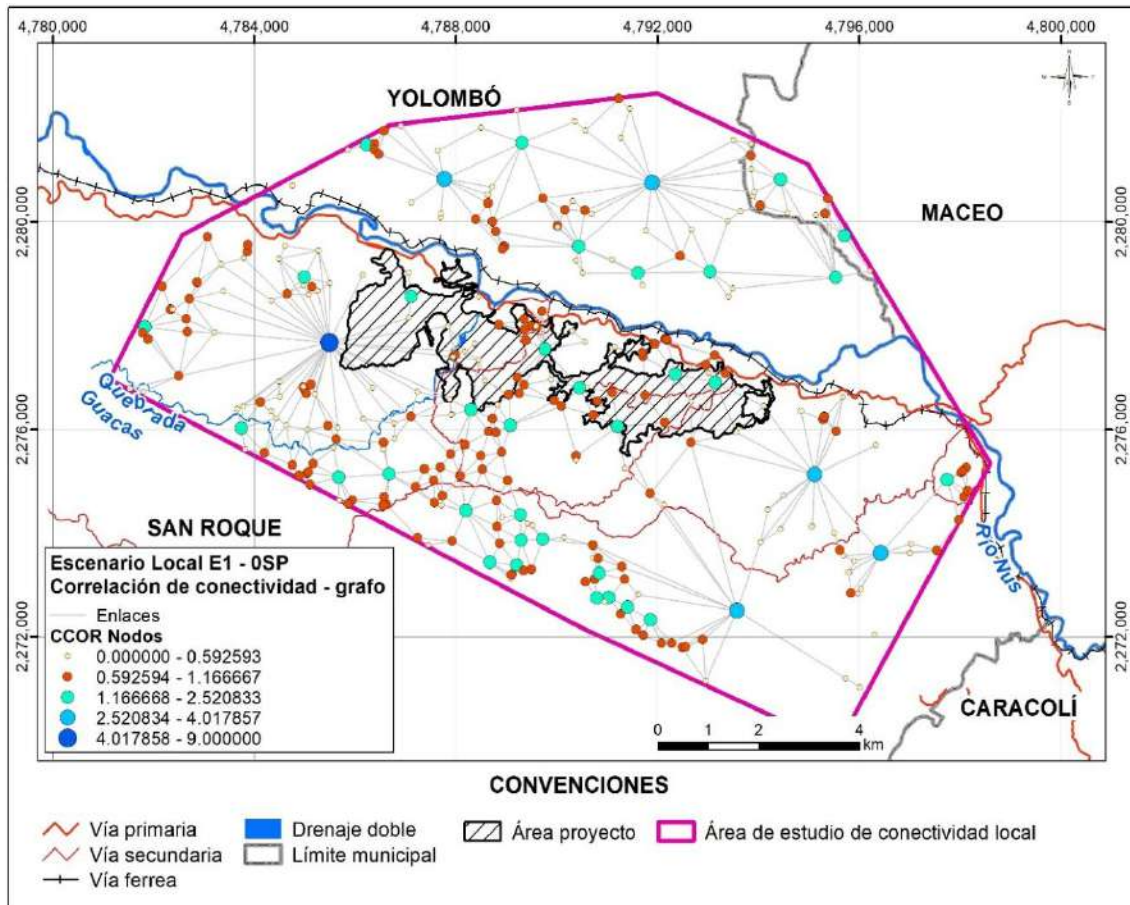 4,780,000 4,784,000 4,788,000 4,792,000 4,796,000 4,800,000
YOLOMBÓ
MACEO
2,280,000 2,280,000
Quebrada
Guacas
2,276,000 2,276,000
SAN ROQUE
Río Nus
Escenario Local E1 - 0SP
Correlación de conectividad - grafo
Enlaces
CCOR Nodos
0.000000 - 0.592593
0.592594 - 1.166667
1.166668 - 2.520833
2.520834 - 4.017857
4.017858 - 9.000000
2,272,000 2,272,000
CARACOLÍ
0 1 2 4
km
CONVENCIONES
Vía primaria
Vía secundaria
Vía ferrea
Drenaje doble
Límite municipal
Área proyecto
Área de estudio de conectividad local